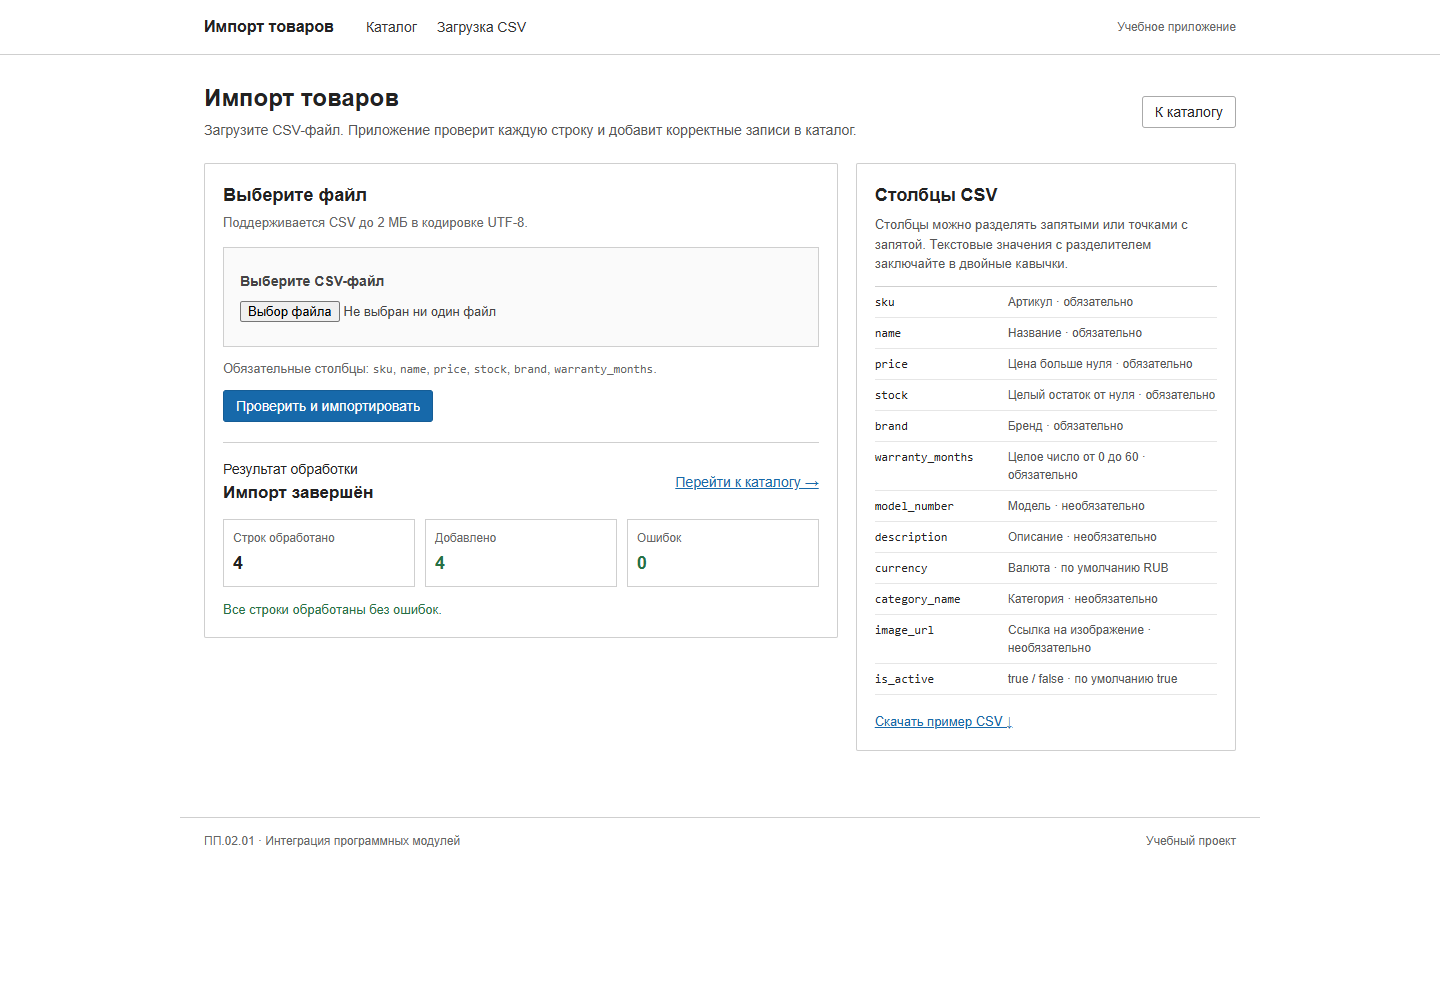 Импорт товаров
Каталог
Загрузка CSV
Учебное приложение
Импорт товаров
Загрузите CSV-файл. Приложение проверит каждую строку и добавит корректные записи в каталог.
К каталогу
Выберите файл
Поддерживается CSV до 2 МБ в кодировке UTF-8.
Выберите CSV-файл
Выбор файла Не выбран ни один файл
Обязательные столбцы: sku, name, price, stock, brand, warranty_months.
Проверить и импортировать
Результат обработки
Импорт завершён
Перейти к каталогу →
Строк обработано
4
Добавлено
4
Ошибок
0
Все строки обработаны без ошибок.
Столбцы CSV
Столбцы можно разделять запятыми или точками с
запятой. Текстовые значения с разделителем
заключайте в двойные кавычки.
sku Артикул · обязательно
name Название · обязательно
price Цена больше нуля · обязательно
stock Целый остаток от нуля · обязательно
brand Бренд · обязательно
warranty_months Целое число от 0 до 60 ·
обязательно
model_number Модель · необязательно
description Описание · необязательно
currency Валюта · по умолчанию RUB
category_name Категория · необязательно
image_url Ссылка на изображение ·
необязательно
is_active true / false · по умолчанию true
Скачать пример CSV ↓
ПП.02.01 · Интеграция программных модулей
Учебный проект